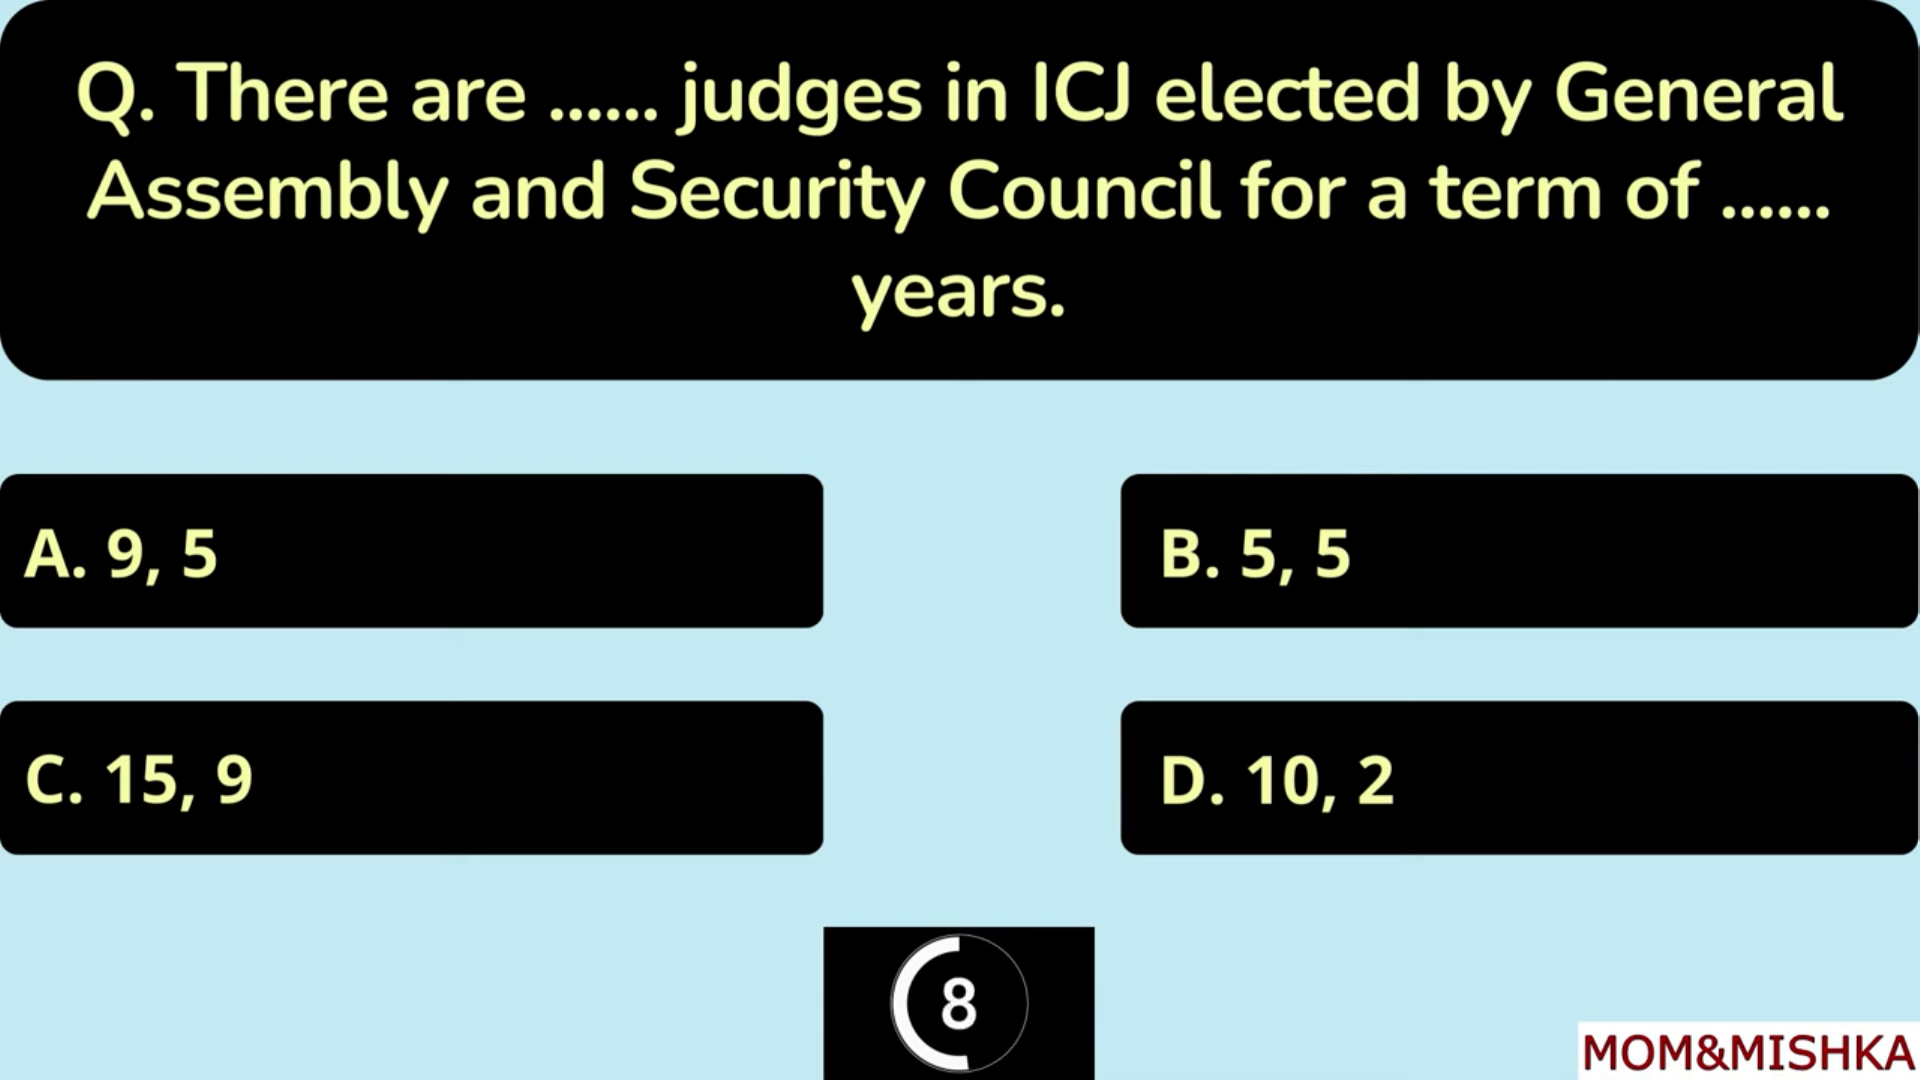 Q. There are ...... judges in ICJ elected by General
Assembly and Security Council for a term of ......
years.
A. 9, 5
B. 5, 5
C. 15, 9
D. 10, 2
8
MOM&MISHKA